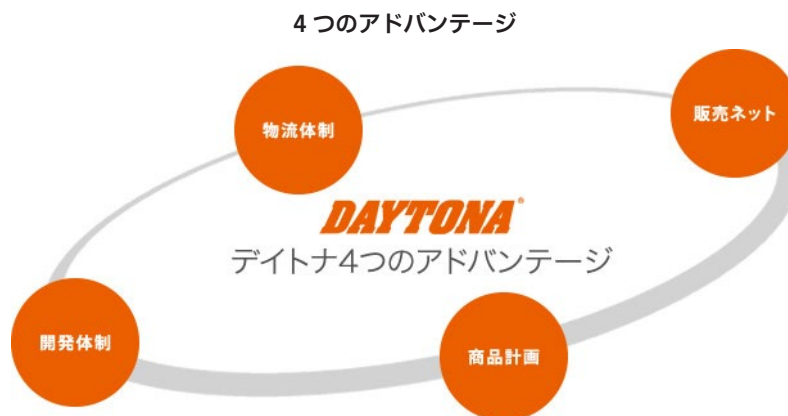 4つのアドバンテージ
物流体制
販売ネット
DAYTONA®
デイトナ4つのアドバンテージ
開発体制
商品計画